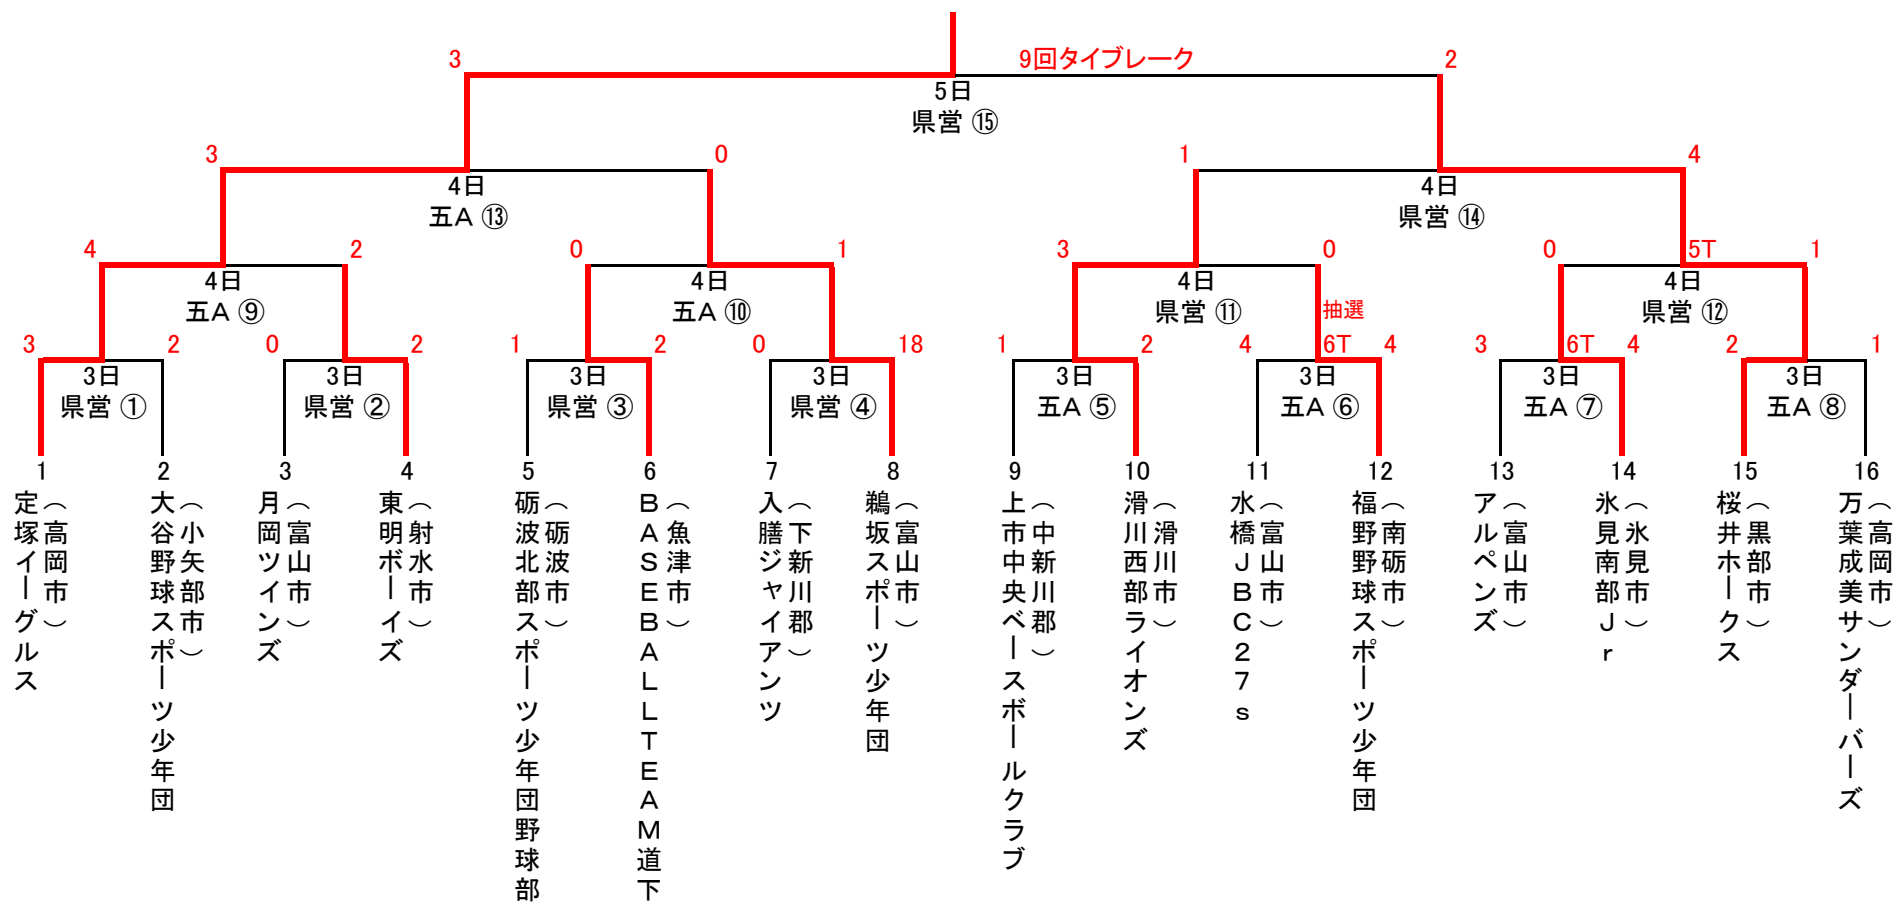 3 9回タイブレーク 2
5日
県営 ⑮
3 0 1 4
4日 4日
五A ⑬ 県営 ⑭
4 2 0 1 3 0 0 5T 1
4日 4日 4日 4日
五A ⑨ 五A ⑩ 県営 ⑪ 県営 ⑫
抽選
3 2 0 2 1 2 0 18 1 2 4 6T 4 3 6T 4 2 1
3日 3日 3日 3日 3日 3日 3日 3日
県営 ① 県営 ② 県営 ③ 県営 ④ 五A ⑤ 五A ⑥ 五A ⑦ 五A ⑧
1 2 3 4 5 6 7 8 9 10 11 12 13 14 15 16
定塚イーグルス
（高岡市）
大谷野球スポーツ少年団
（小矢部市）
月岡ツインズ
（富山市）
東明ボーイズ
（射水市）
砺波北部スポーツ少年団野球部
（砺波市）
ＢＡＳＥＢＡＬＬＴＥＡＭ道下
（魚津市）
入膳ジャイアンツ
（下新川郡）
鵜坂スポーツ少年団
（富山市）
上市中央ベースボールクラブ
（中新川郡）
滑川西部ライオンズ
（滑川市）
水橋ＪＢＣ２７ｓ
（富山市）
福野野球スポーツ少年団
（南砺市）
アルペンズ
（富山市）
氷見南部Ｊｒ
（氷見市）
桜井ホークス
（黒部市）
万葉成美サンダーバーズ
（高岡市）